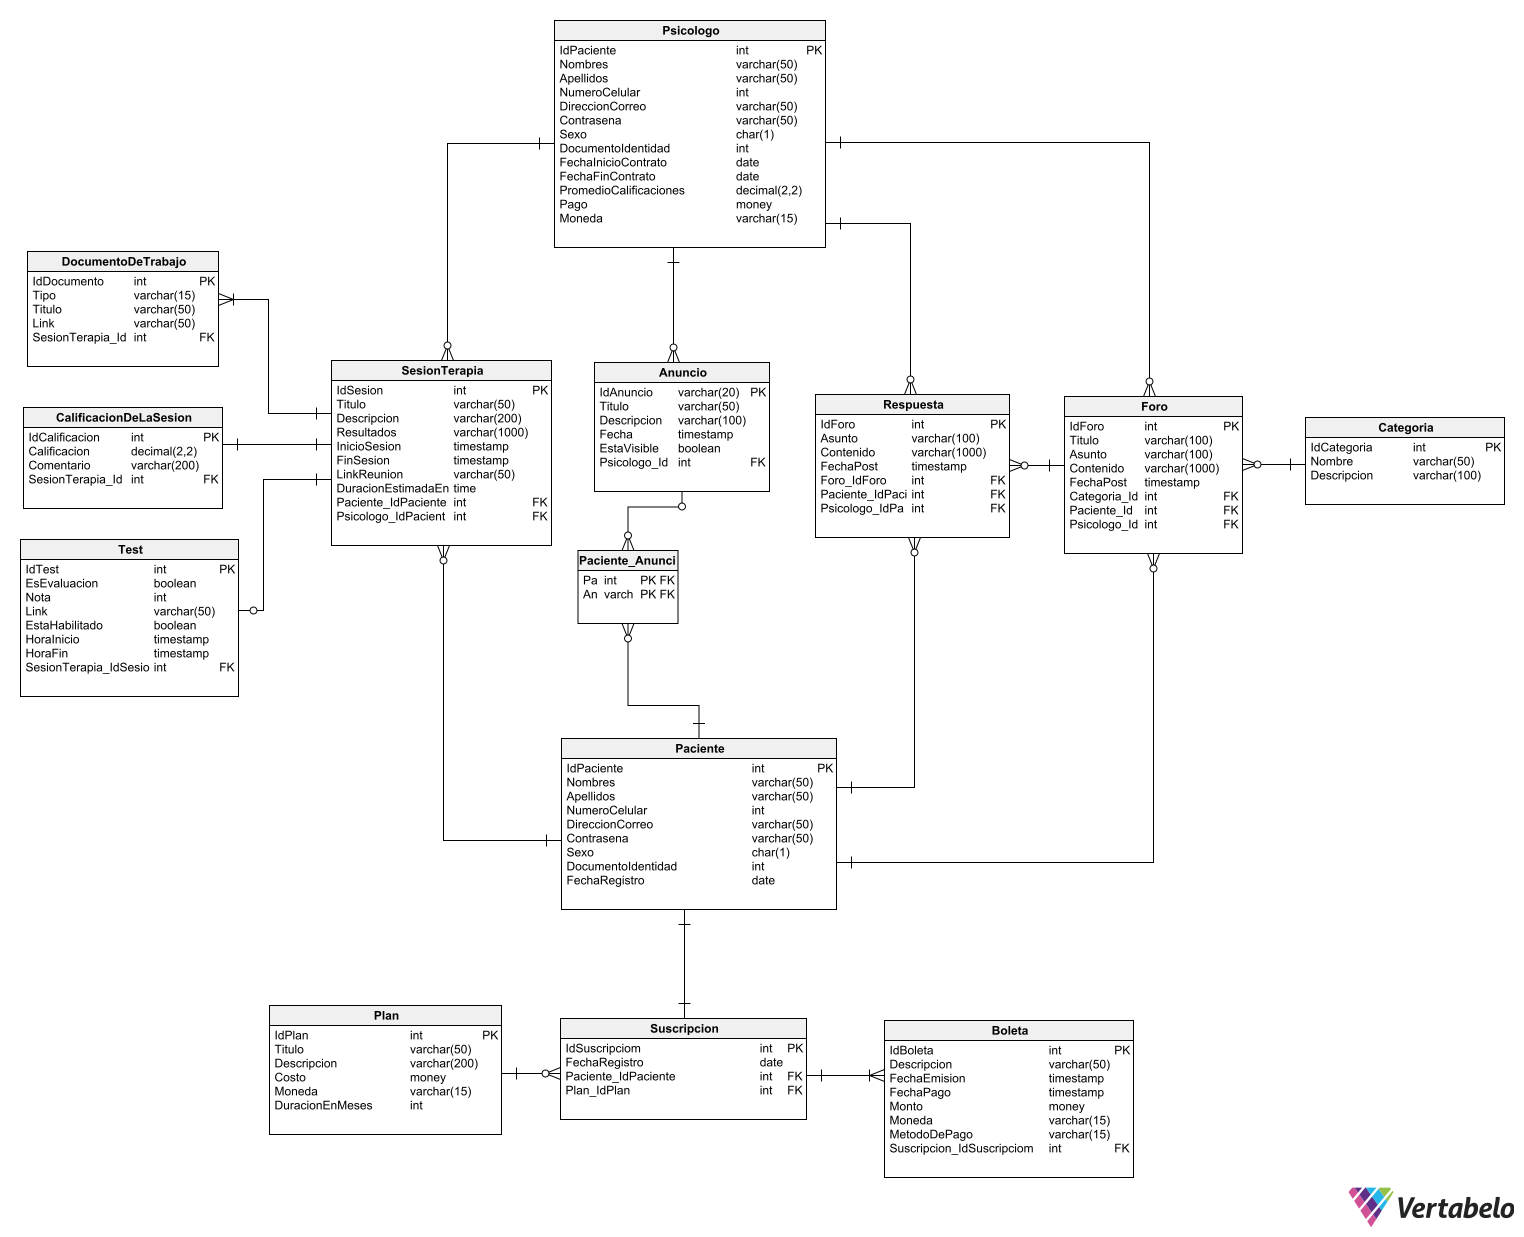 Psicologo
IdPaciente int PK
Nombres varchar(50)
Apellidos varchar(50)
NumeroCelular int
DireccionCorreo varchar(50)
Contrasena varchar(50)
Sexo char(1)
DocumentoIdentidad int
FechaInicioContrato date
FechaFinContrato date
PromedioCalificaciones decimal(2,2)
Pago money
Moneda varchar(15)
DocumentoDeTrabajo
IdDocumento int PK
Tipo varchar(15)
Titulo varchar(50)
Link varchar(50)
SesionTerapia_Id int FK
CalificacionDeLaSesion
IdCalificacion int PK
Calificacion decimal(2,2)
Comentario varchar(200)
SesionTerapia_Id int FK
Test
IdTest int PK
EsEvaluacion boolean
Nota int
Link varchar(50)
EstaHabilitado boolean
HoraInicio timestamp
HoraFin timestamp
SesionTerapia_IdSesio int FK
SesionTerapia
IdSesion int PK
Titulo varchar(50)
Descripcion varchar(200)
Resultados varchar(1000)
InicioSesion timestamp
FinSesion timestamp
LinkReunion varchar(50)
DuracionEstimadaEn time
Paciente_IdPaciente int FK
Psicologo_IdPacient int FK
Anuncio
IdAnuncio varchar(20) PK
Titulo varchar(50)
Descripcion varchar(100)
Fecha timestamp
EstaVisible boolean
Psicologo_Id int FK
Paciente_Anunci
Pa int PK FK
An varch PK FK
Respuesta
IdForo int PK
Asunto varchar(100)
Contenido varchar(1000)
FechaPost timestamp
Foro_IdForo int FK
Paciente_IdPaci int FK
Psicologo_IdPa int FK
Foro
IdForo int PK
Titulo varchar(100)
Asunto varchar(100)
Contenido varchar(1000)
FechaPost timestamp
Categoria_Id int FK
Paciente_Id int FK
Psicologo_Id int FK
Categoria
IdCategoria int PK
Nombre varchar(50)
Descripcion varchar(100)
Paciente
IdPaciente int PK
Nombres varchar(50)
Apellidos varchar(50)
NumeroCelular int
DireccionCorreo varchar(50)
Contrasena varchar(50)
Sexo char(1)
DocumentoIdentidad int
FechaRegistro date
Plan
IdPlan int PK
Titulo varchar(50)
Descripcion varchar(200)
Costo money
Moneda varchar(15)
DuracionEnMeses int
Suscripcion
IdSuscripciom int PK
FechaRegistro date
Paciente_IdPaciente int FK
Plan_IdPlan int FK
Boleta
IdBoleta int PK
Descripcion varchar(50)
FechaEmision timestamp
FechaPago timestamp
Monto money
Moneda varchar(15)
MetodoDePago varchar(15)
Suscripcion_IdSuscripciom int FK
Vertabelo